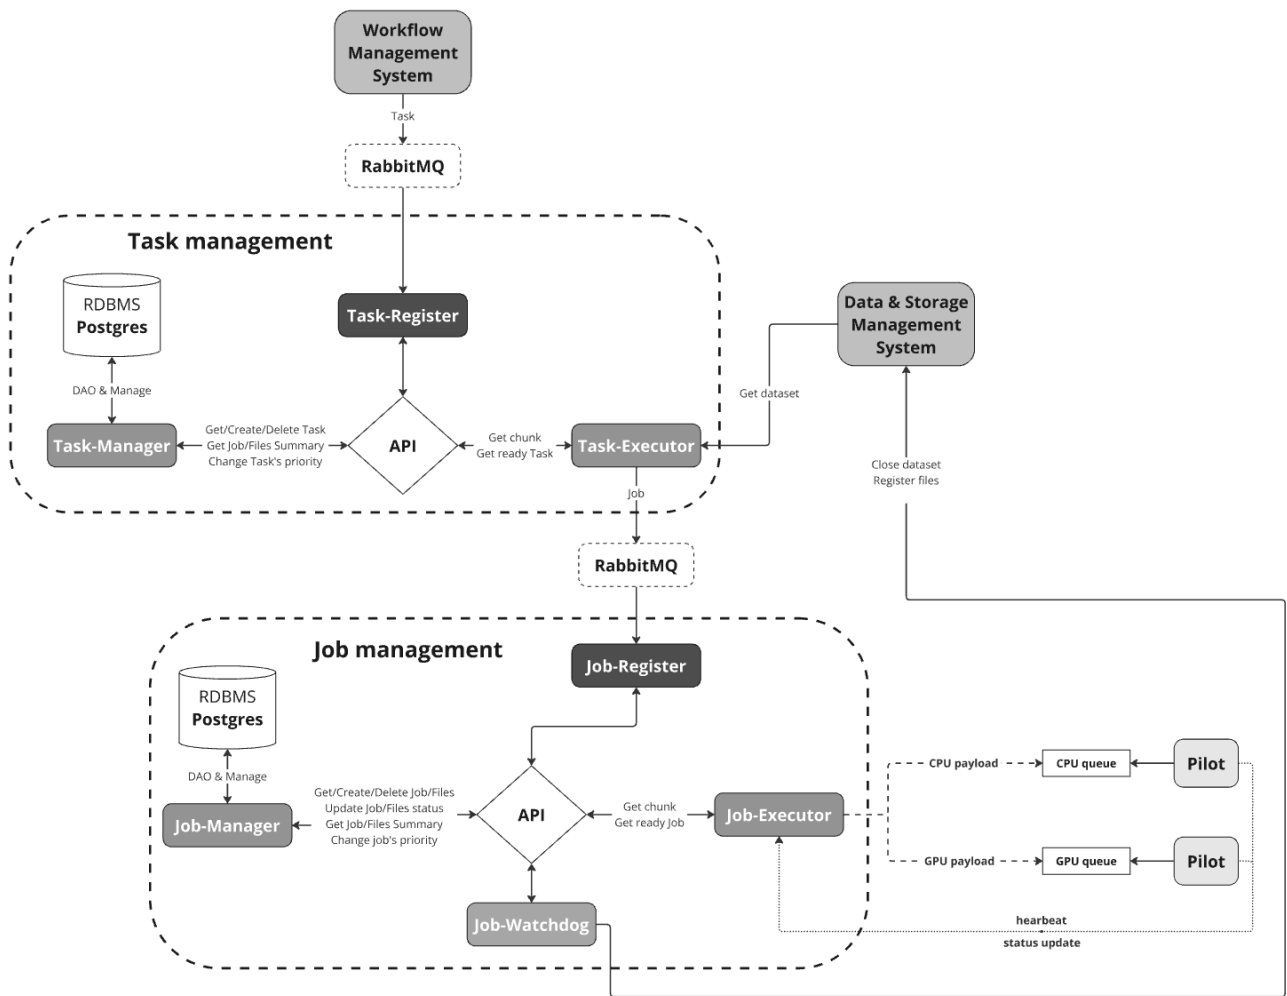 Workflow
Management
System
Task
RabbitMQ
Task management
RDBMS
Postgres
Task-Register
Data & Storage
Management
System
DAO & Manage
Get dataset
Task-Manager
Get/Create/Delete Task
Get Job/Files Summary
Change Task's priority
API
Get chunk
Get ready Task
Task-Executor
Close dataset
Register files
Job
RabbitMQ
Job management
Job-Register
RDBMS
Postgres
DAO & Manage
CPU payload
CPU queue
Pilot
Job-Manager
Get/Create/Delete Job/Files
Update Job/Files status
Get Job/Files Summary
Change job's priority
API
Get chunk
Get ready Job
Job-Executor
GPU payload
GPU queue
Pilot
Job-Watchdog
hearbeat
status update